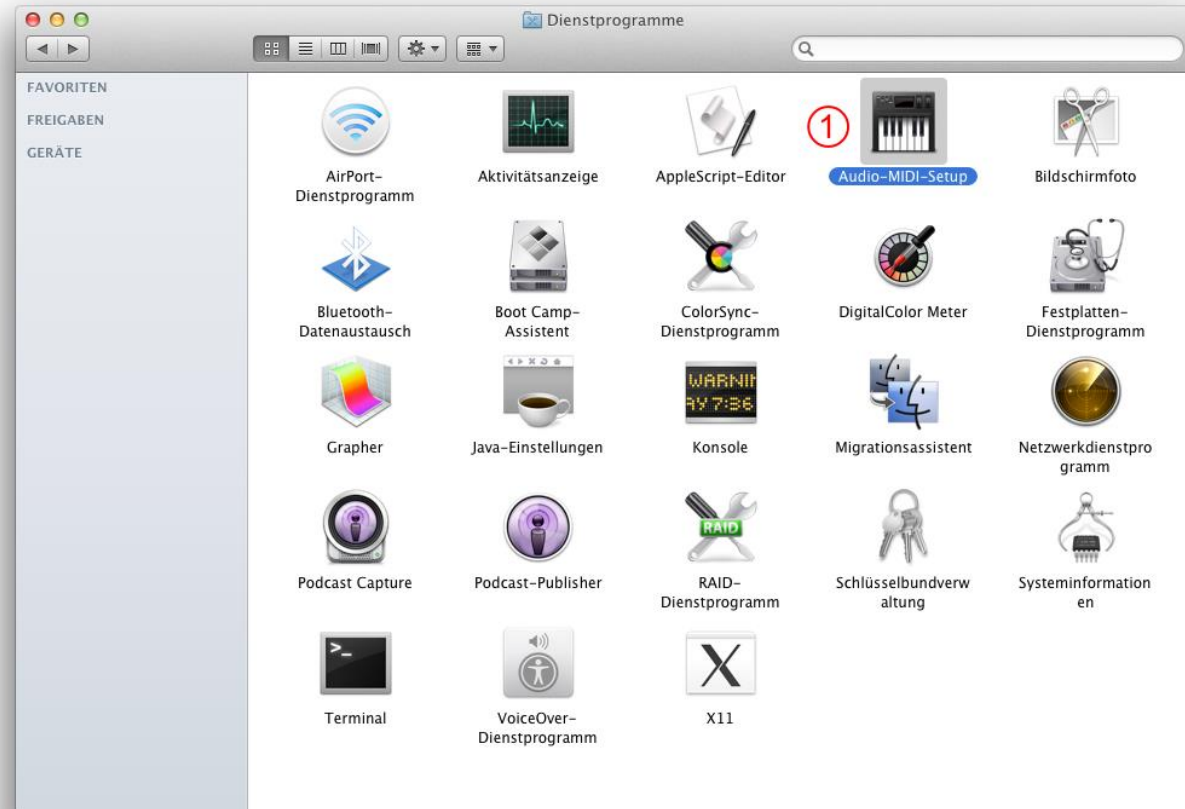 Dienstprogramme
FAVORITEN
FREIGABEN
GERÄTE
1
AirPort-
Dienstprogramm
Aktivitätsanzeige
AppleScript-Editor
Audio-MIDI-Setup
Bildschirmfoto
Bluetooth-
Datenaustausch
Boot Camp-
Assistent
ColorSync-
Dienstprogramm
DigitalColor Meter
Festplatten-
Dienstprogramm
WARNIN
AY 7:36
Grapher
Java-Einstellungen
Konsole
Migrationsassistent
Netzwerkdienstpro
gramm
RAID
Podcast Capture
Podcast-Publisher
RAID-
Dienstprogramm
Schlüsselbundverw
altung
Systeminformation
en
>_
Terminal
VoiceOver-
Dienstprogramm
X
X11